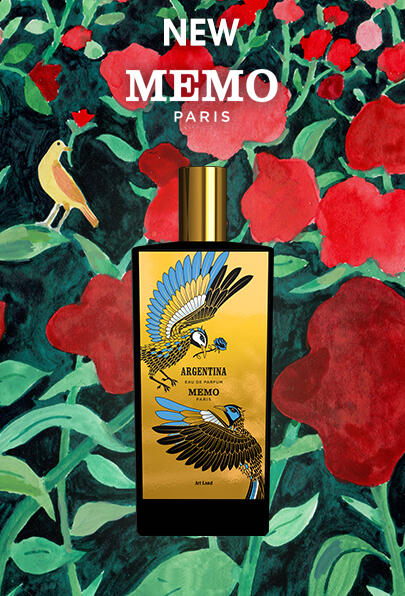 NEW
MEMO
PARIS
ARGENTINA
EAU DE PARFUM
MEMO
PARIS
Art Land